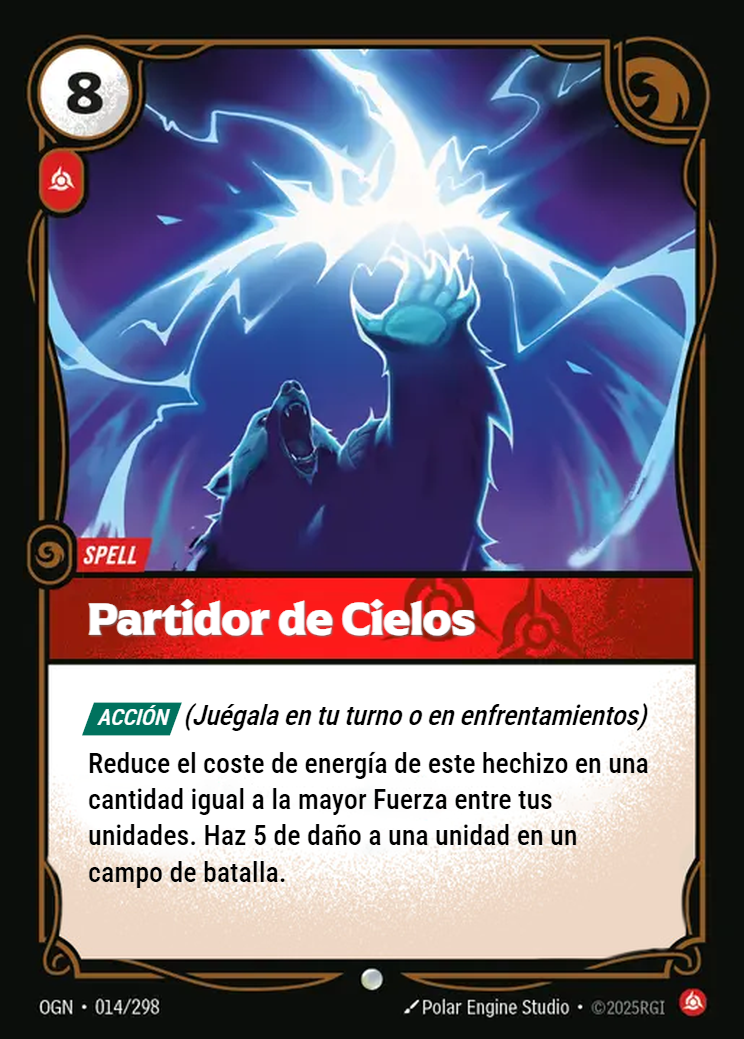 8
SPELL
Partidor de Cielos
ACCIÓN (Juégala en tu turno o en enfrentamientos)
Reduce el coste de energía de este hechizo en una
cantidad igual a la mayor Fuerza entre tus
unidades. Haz 5 de daño a una unidad en un
campo de batalla.
OGN • 014/298
Polar Engine Studio • ©2025RGI